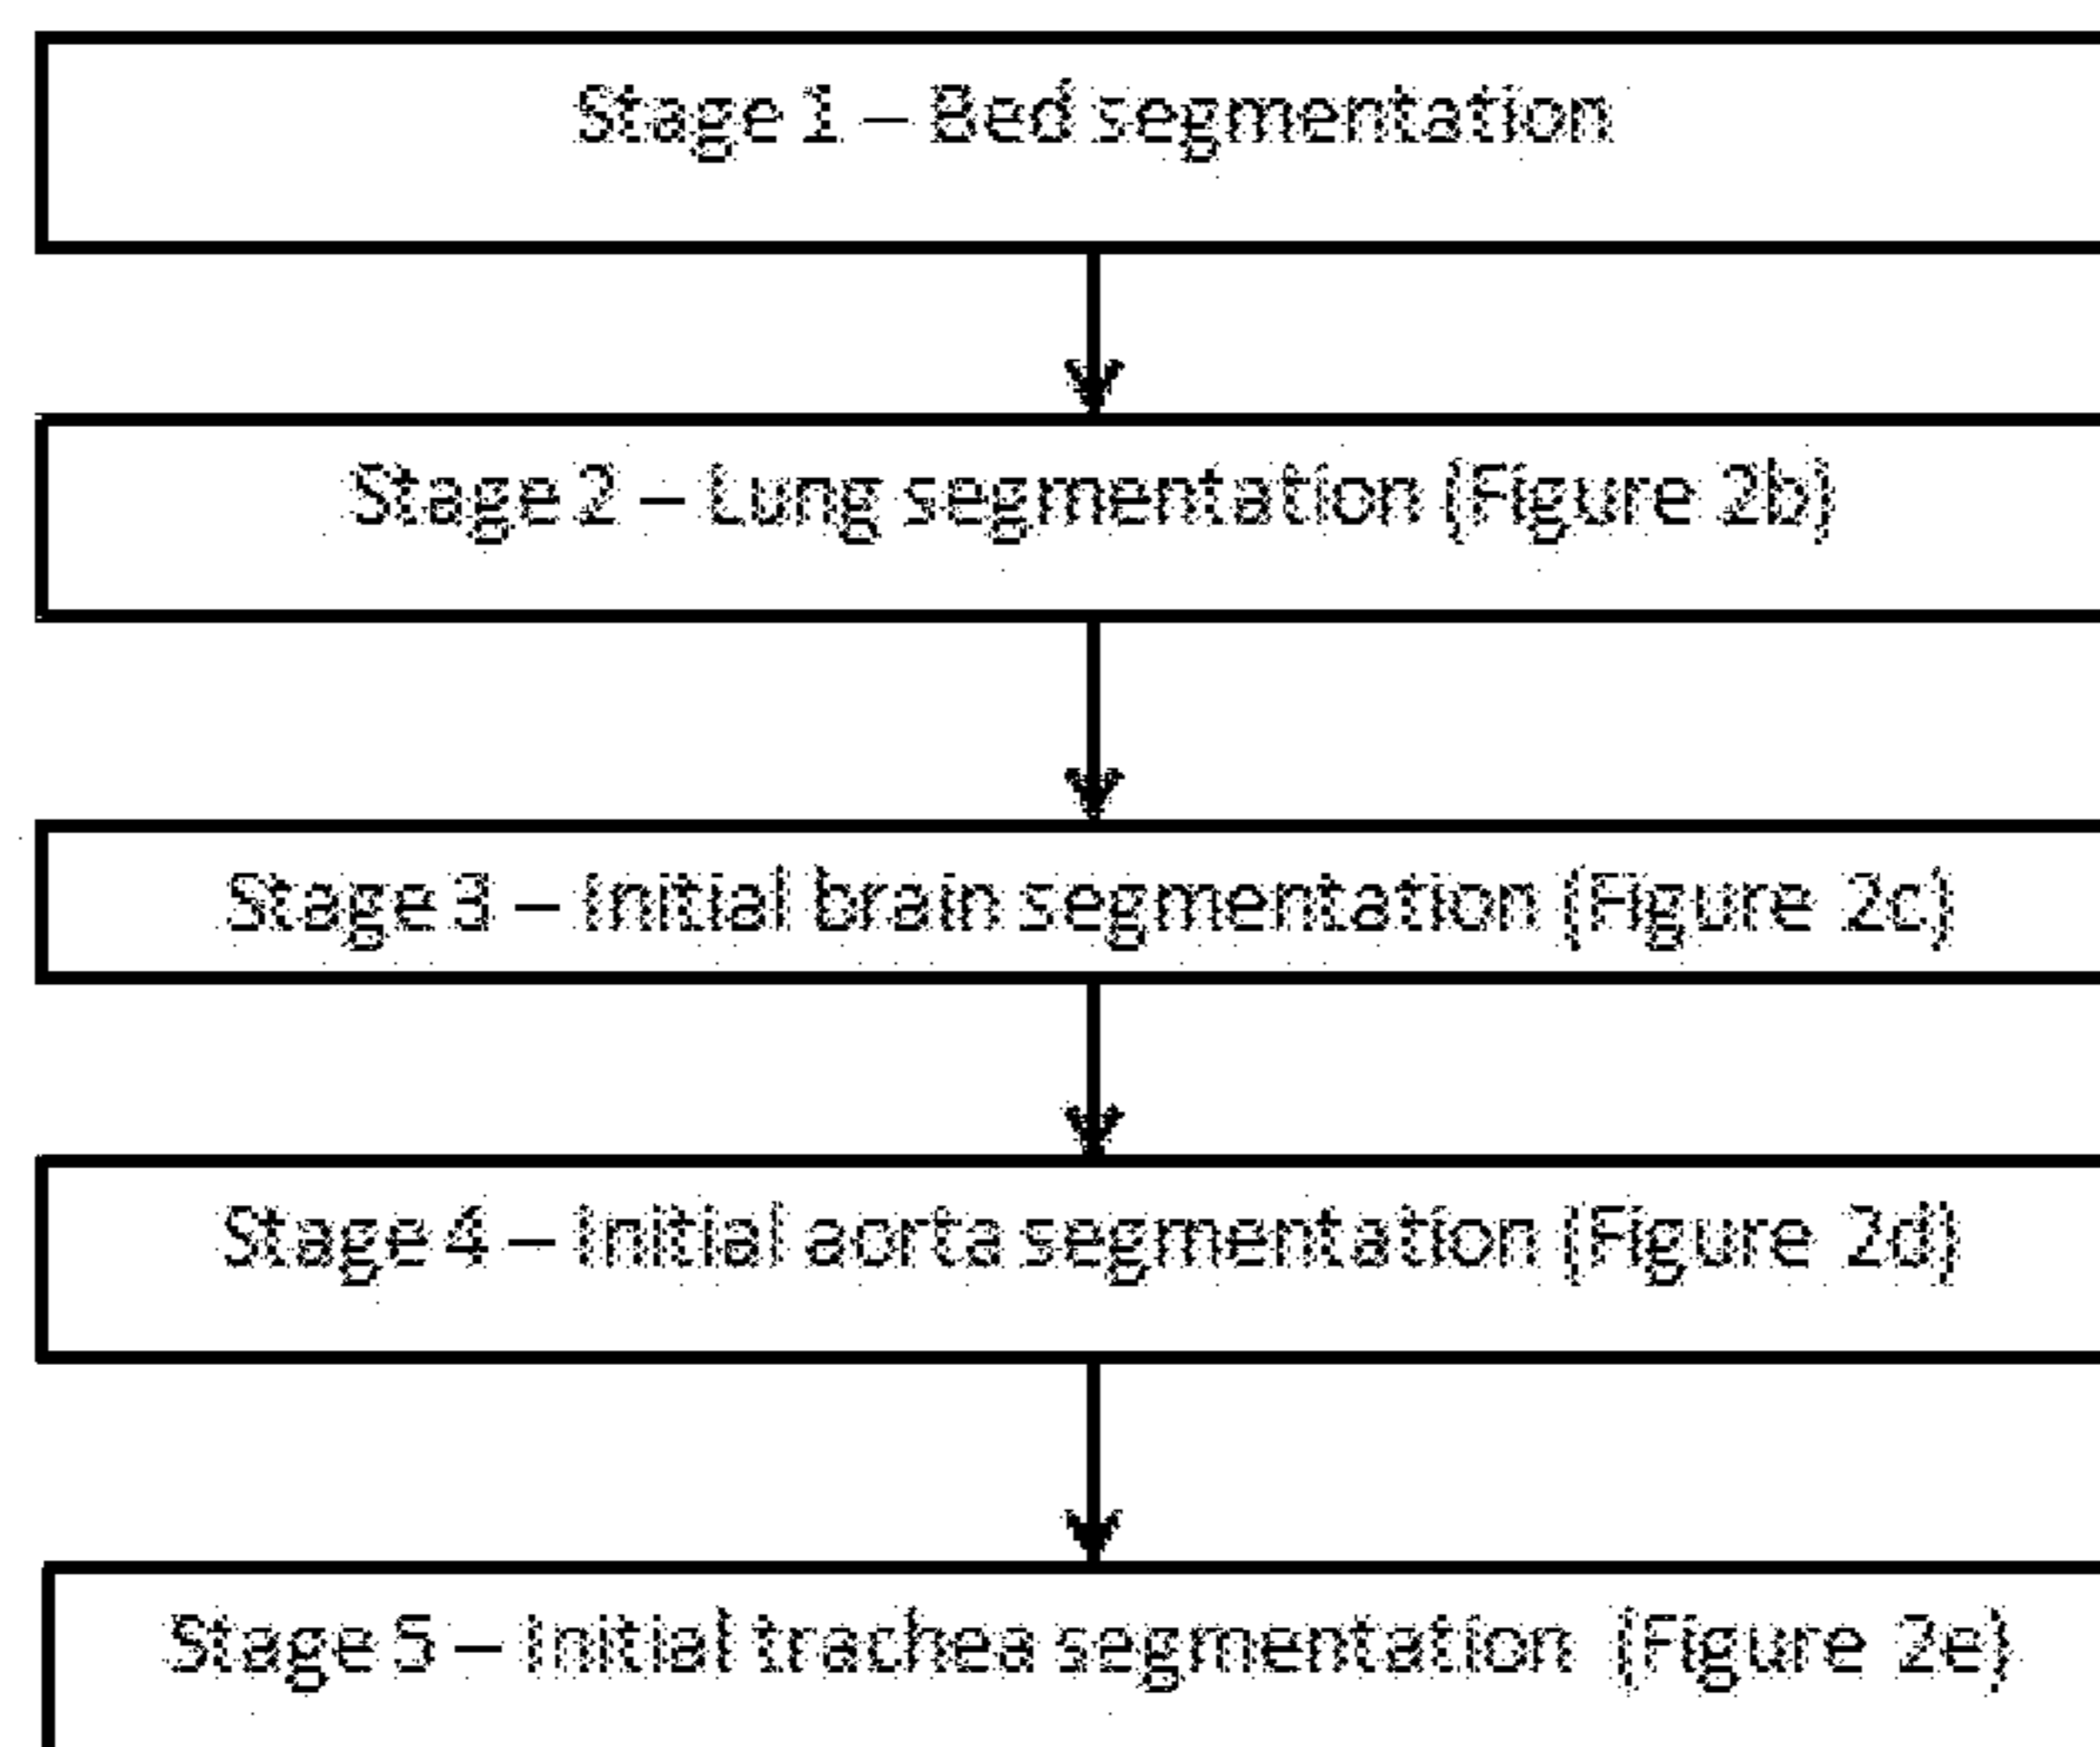 Stage 1 – Bed segmentation
Stage 2 – Lung segmentation (Figure 2b)
Stage 3 – Initial brain segmentation (Figure 2c)
Stage 4 – Initial aorta segmentation (Figure 2d)
Stage 5 – Initial trachea segmentation (Figure 2e)